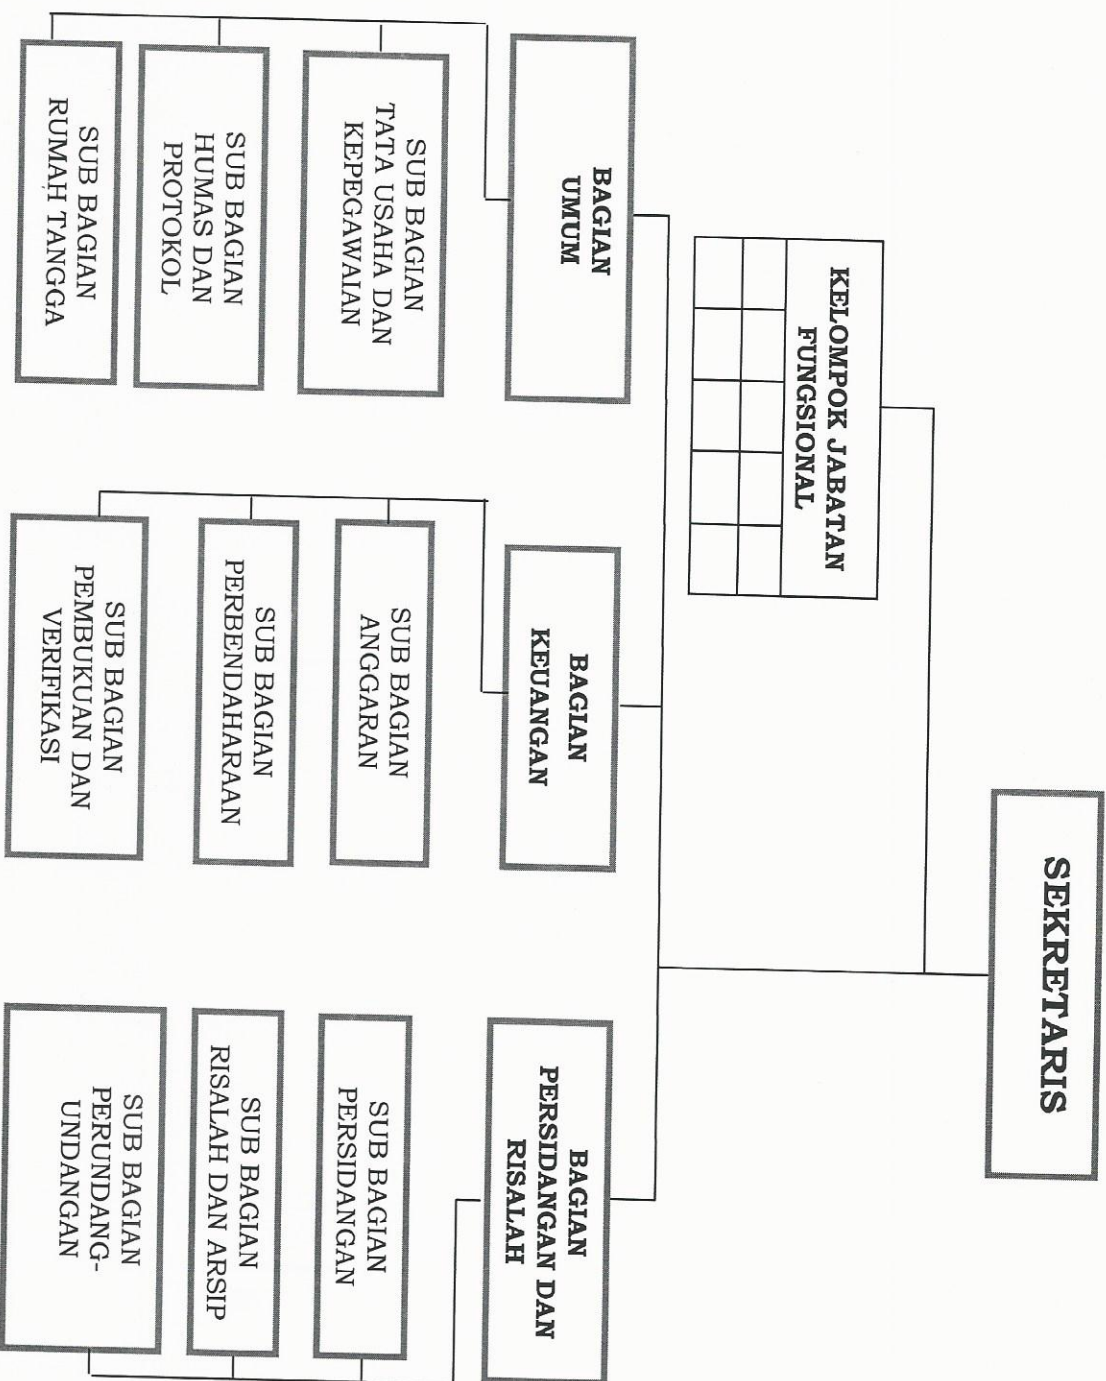 SEKRETARIS
KELOMPOK JABATAN
FUNGSIONAL
BAGIAN
UMUM
SUB BAGIAN
TATA USAHA DAN
KEPEGAWAIAN
SUB BAGIAN
HUMAS DAN
PROTOKOL
SUB BAGIAN
RUMAH TANGGA
BAGIAN
KEUANGAN
SUB BAGIAN
ANGGARAN
SUB BAGIAN
PERBENDAHARAAN
SUB BAGIAN
PEMBUKUAN DAN
VERIFIKASI
BAGIAN
PERSIDANGAN DAN
RISALAH
SUB BAGIAN
PERSIDANGAN
SUB BAGIAN
RISALAH DAN ARSIP
SUB BAGIAN
PERUNDANG-
UNDANGAN